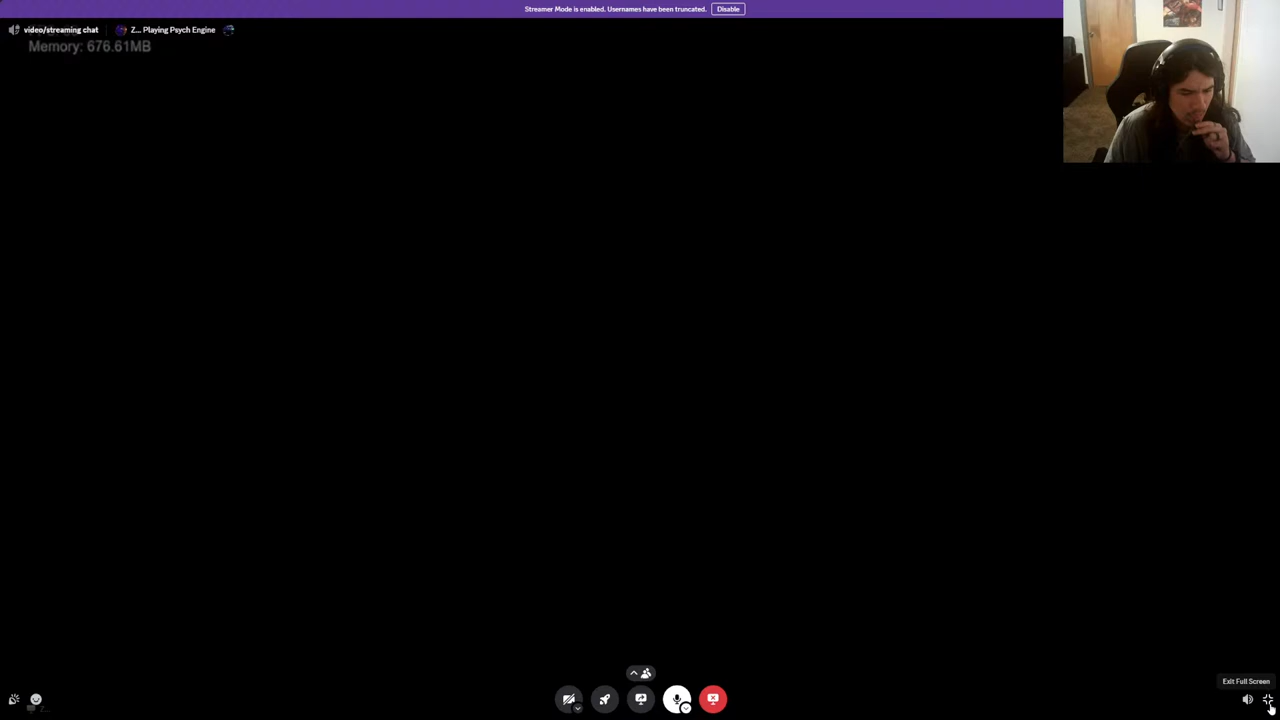 Streamer Mode is enabled. Usernames have been truncated. Disable
video/streaming chat Z... Playing Psych Engine
Memory: 676.61MB
Exit Full Screen